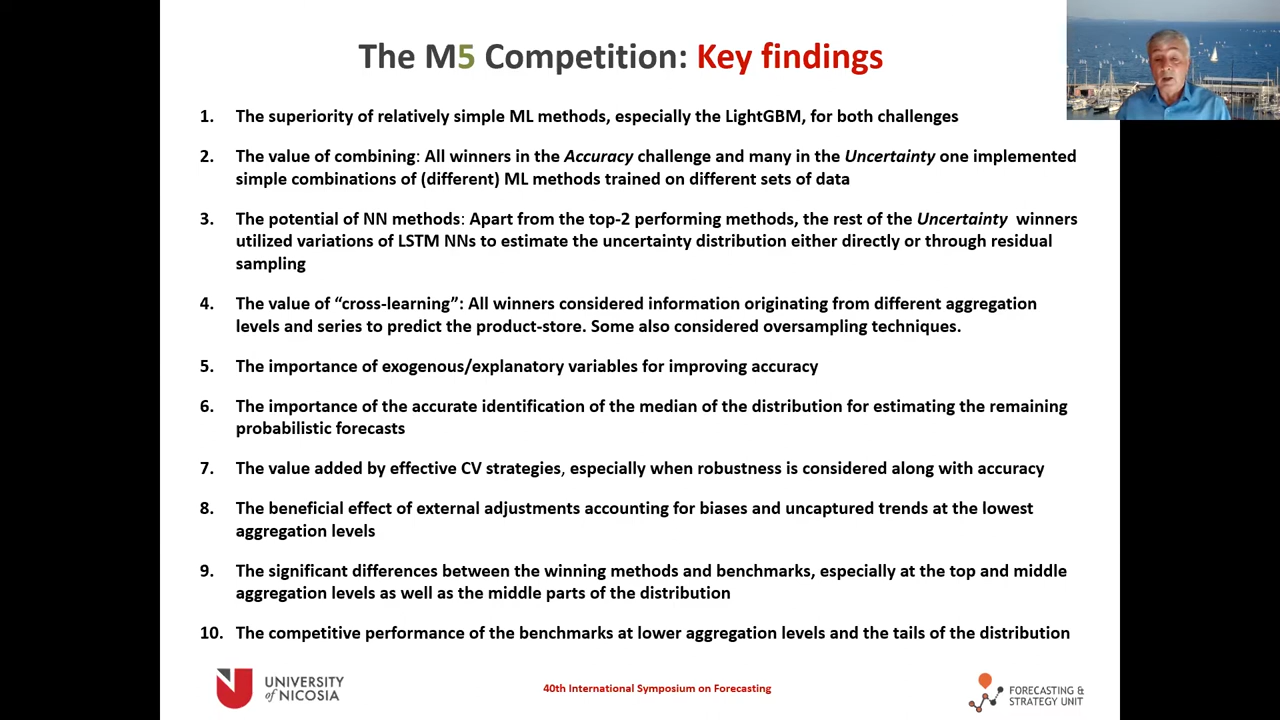 The M5 Competition: Key findings
1. The superiority of relatively simple ML methods, especially the LightGBM, for both challenges
2. The value of combining: All winners in the Accuracy challenge and many in the Uncertainty one implemented
simple combinations of (different) ML methods trained on different sets of data
3. The potential of NN methods: Apart from the top-2 performing methods, the rest of the Uncertainty winners
utilized variations of LSTM NNs to estimate the uncertainty distribution either directly or through residual
sampling
4. The value of “cross-learning”: All winners considered information originating from different aggregation
levels and series to predict the product-store. Some also considered oversampling techniques.
5. The importance of exogenous/explanatory variables for improving accuracy
6. The importance of the accurate identification of the median of the distribution for estimating the remaining
probabilistic forecasts
7. The value added by effective CV strategies, especially when robustness is considered along with accuracy
8. The beneficial effect of external adjustments accounting for biases and uncaptured trends at the lowest
aggregation levels
9. The significant differences between the winning methods and benchmarks, especially at the top and middle
aggregation levels as well as the middle parts of the distribution
10. The competitive performance of the benchmarks at lower aggregation levels and the tails of the distribution
UNIVERSITY
of NICOSIA
40th International Symposium on Forecasting
FORECASTING &
STRATEGY UNIT